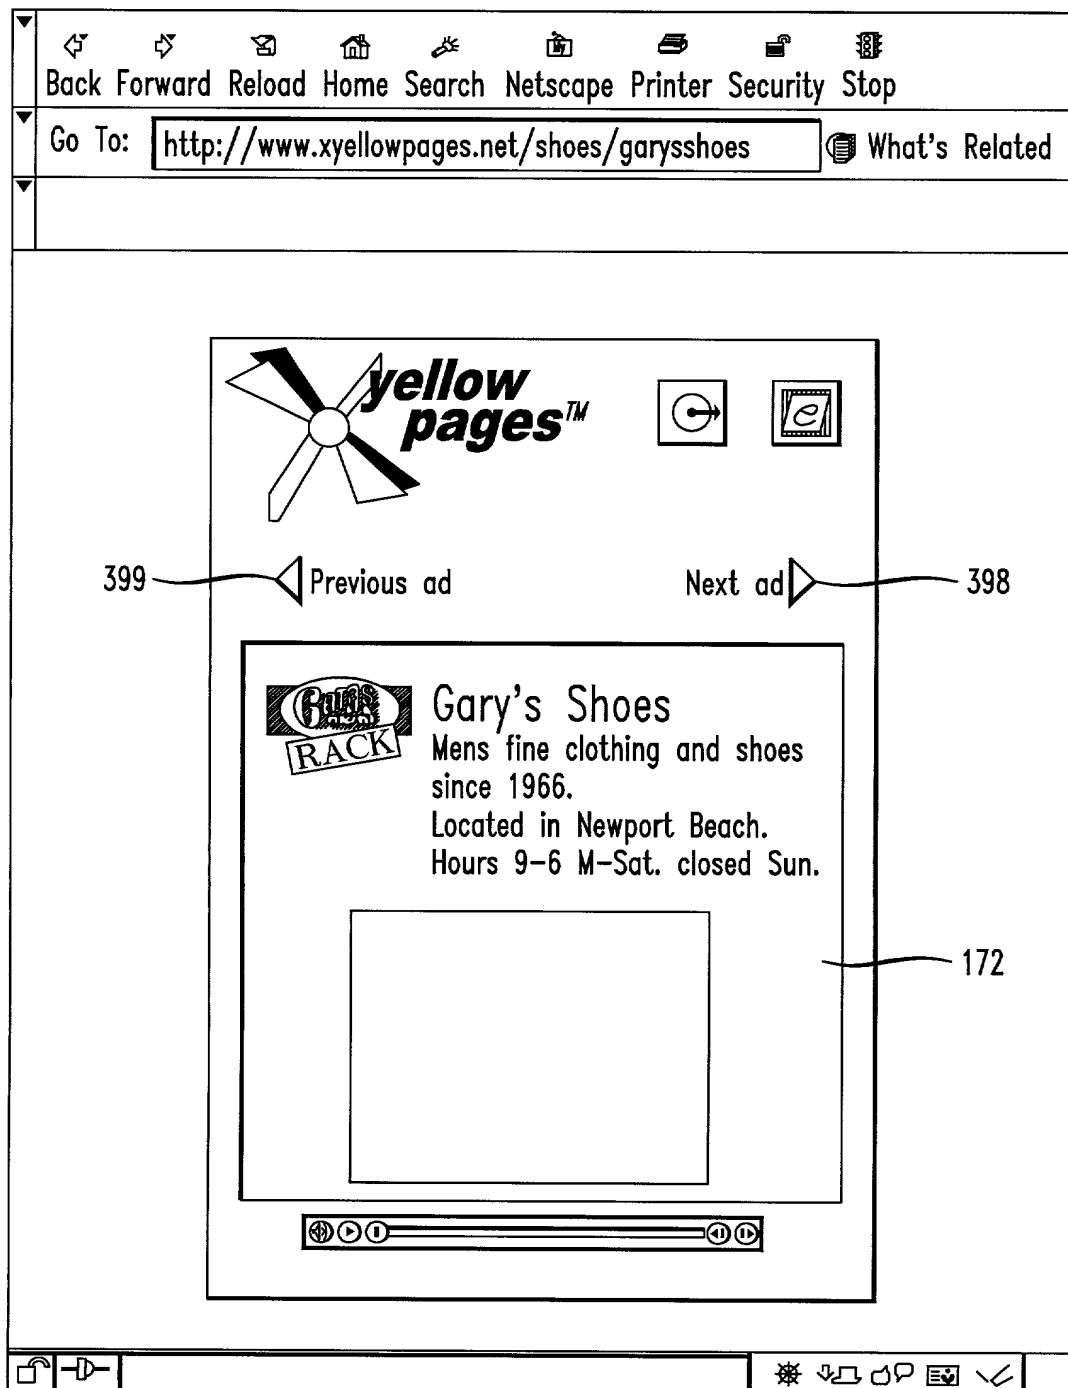 Back Forward Reload Home Search Netscape Printer Security Stop
Go To: http://www.xyellowpages.net/shoes/garysshoes What's Related
yellow
pages™
399 Previous ad Next ad 398
RACK
Gary's Shoes
Mens fine clothing and shoes
since 1966.
Located in Newport Beach.
Hours 9-6 M-Sat. closed Sun.
172